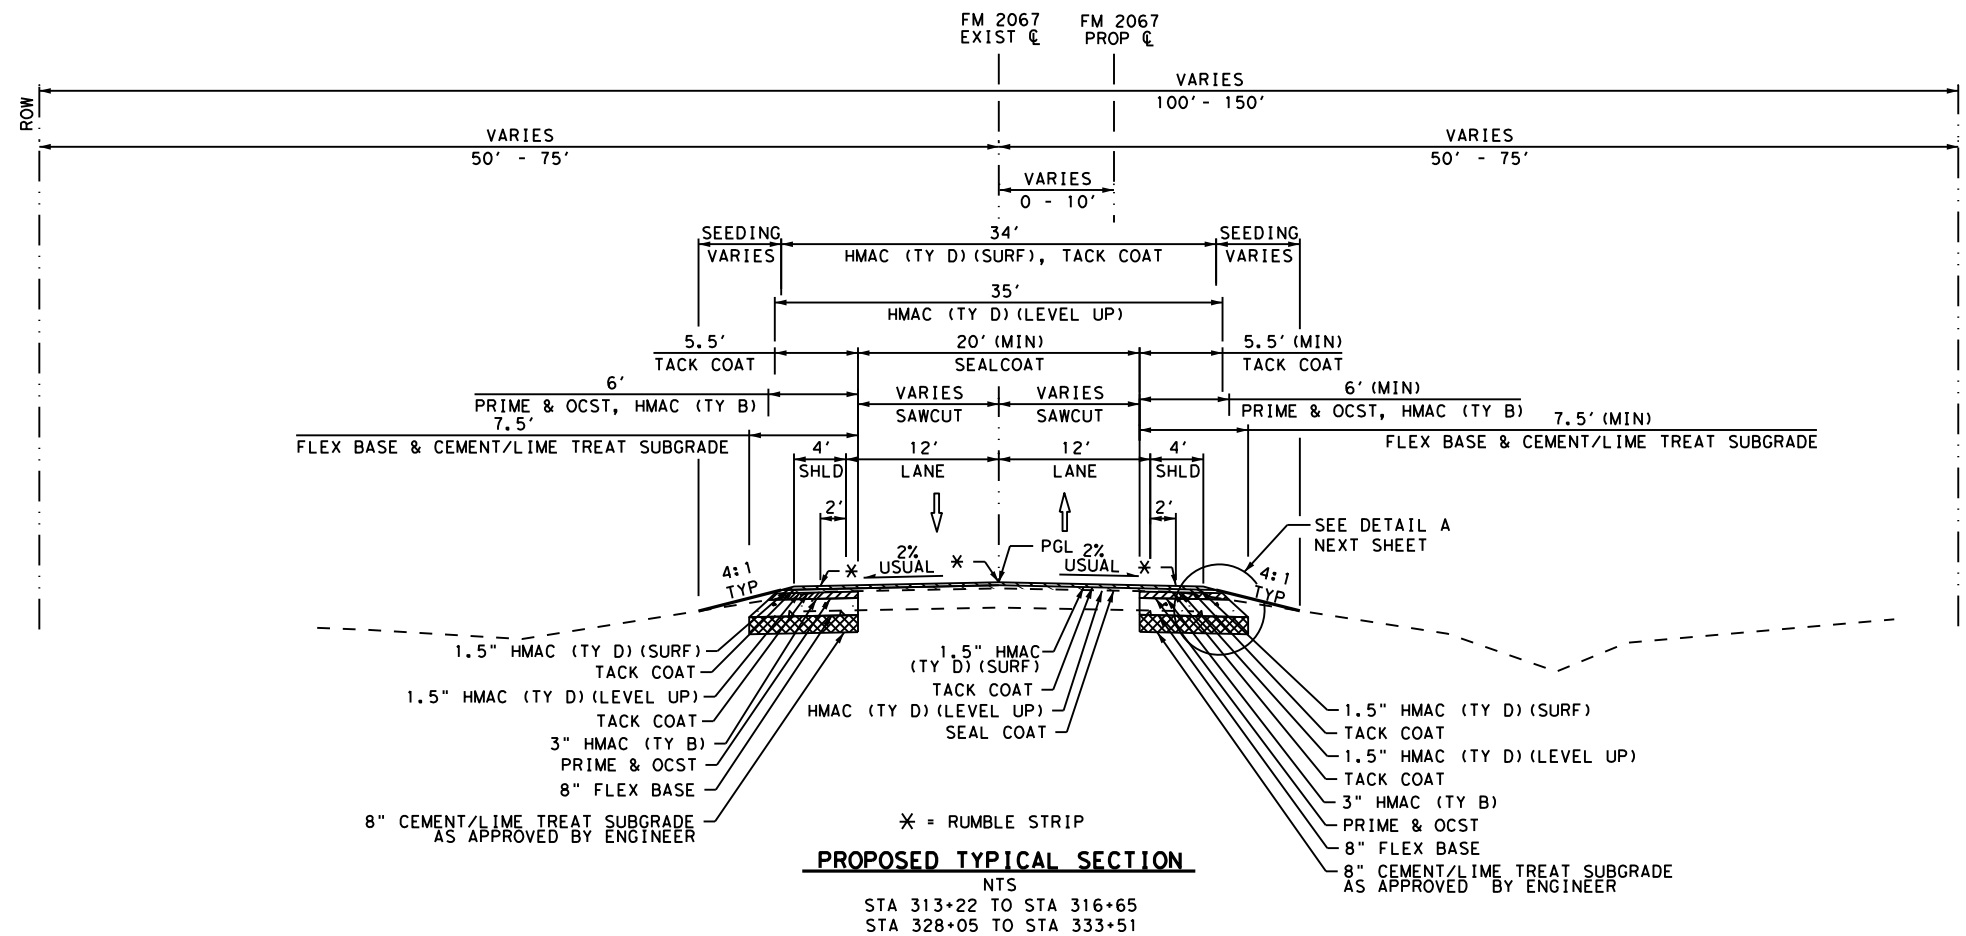 FM 2067
EXIST ℄
FM 2067
PROP ℄
ROW
VARIES
100'- 150'
VARIES
50' - 75'
VARIES
50' - 75'
VARIES
0 - 10'
SEEDING
VARIES
34'
HMAC (TY D)(SURF), TACK COAT
SEEDING
VARIES
35'
HMAC (TY D)(LEVEL UP)
5.5'
TACK COAT
20'(MIN)
SEALCOAT
5.5'(MIN)
TACK COAT
6'
PRIME & OCST, HMAC (TY B)
VARIES
SAWCUT
VARIES
SAWCUT
6'(MIN)
PRIME & OCST, HMAC (TY B)
7.5'
FLEX BASE & CEMENT/LIME TREAT SUBGRADE
7.5'(MIN)
FLEX BASE & CEMENT/LIME TREAT SUBGRADE
4'
SHLD
12'
LANE
12'
LANE
4'
SHLD
2'
2'
SEE DETAIL A
NEXT SHEET
4:1
TYP
*
2%
USUAL
*
PGL
2%
USUAL
*
4:1
TYP
1.5" HMAC (TY D)(SURF)
TACK COAT
1.5" HMAC (TY D)(LEVEL UP)
TACK COAT
3" HMAC (TY B)
PRIME & OCST
8" FLEX BASE
8" CEMENT/LIME TREAT SUBGRADE
AS APPROVED BY ENGINEER
1.5" HMAC
(TY D)(SURF)
TACK COAT
HMAC (TY D)(LEVEL UP)
SEAL COAT
1.5" HMAC (TY D)(SURF)
TACK COAT
1.5" HMAC (TY D)(LEVEL UP)
TACK COAT
3" HMAC (TY B)
PRIME & OCST
8" FLEX BASE
8" CEMENT/LIME TREAT SUBGRADE
AS APPROVED BY ENGINEER
* = RUMBLE STRIP
PROPOSED TYPICAL SECTION
NTS
STA 313+22 TO STA 316+65
STA 328+05 TO STA 333+51